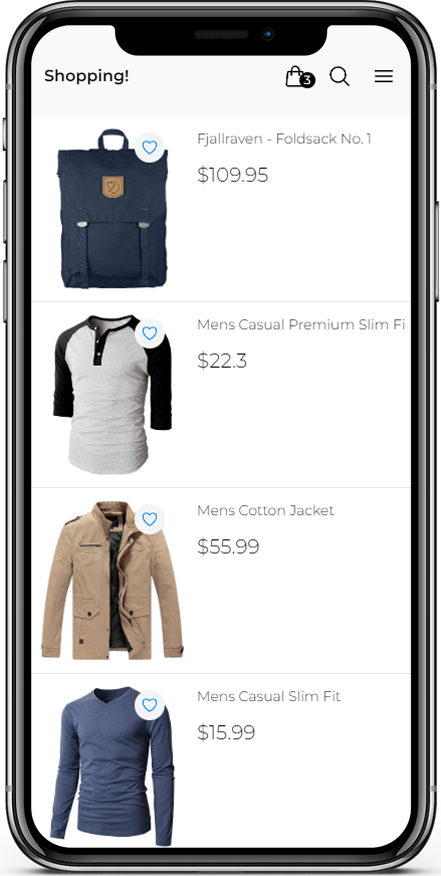 Shopping!
3
Fjallraven - Foldsack No. 1
$109.95
Mens Casual Premium Slim Fi
$22.3
Mens Cotton Jacket
$55.99
Mens Casual Slim Fit
$15.99